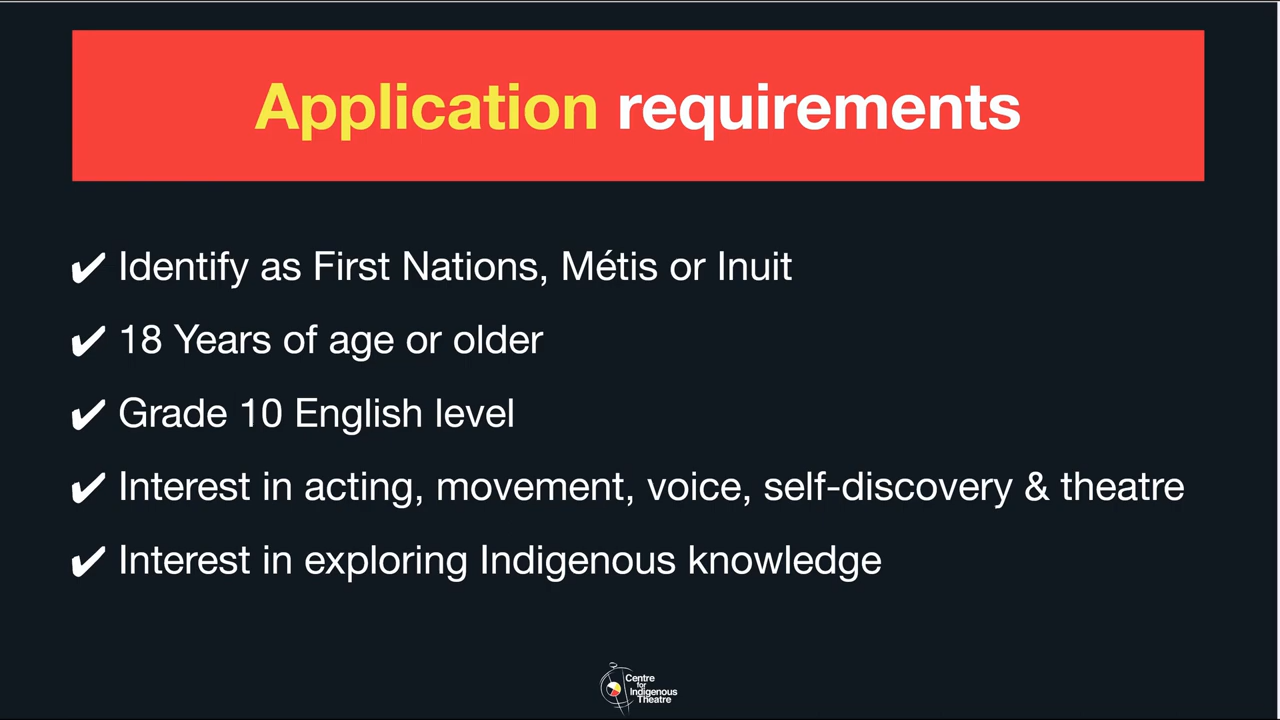 Application requirements
✔ Identify as First Nations, Métis or Inuit
✔ 18 Years of age or older
✔ Grade 10 English level
✔ Interest in acting, movement, voice, self-discovery & theatre
✔ Interest in exploring Indigenous knowledge
Centre
for
Indigenous
Theatre